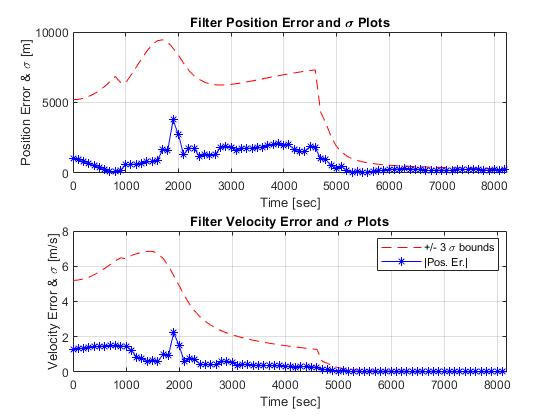 Filter Position Error and σ Plots
Position Error & σ [m]
10000
5000
0
0 1000 2000 3000 4000 5000 6000 7000 8000
Time [sec]
Filter Velocity Error and σ Plots
Velocity Error & σ [m/s]
8
6
4
2
0
+/- 3 σ bounds
|Pos. Er.|
0 1000 2000 3000 4000 5000 6000 7000 8000
Time [sec]